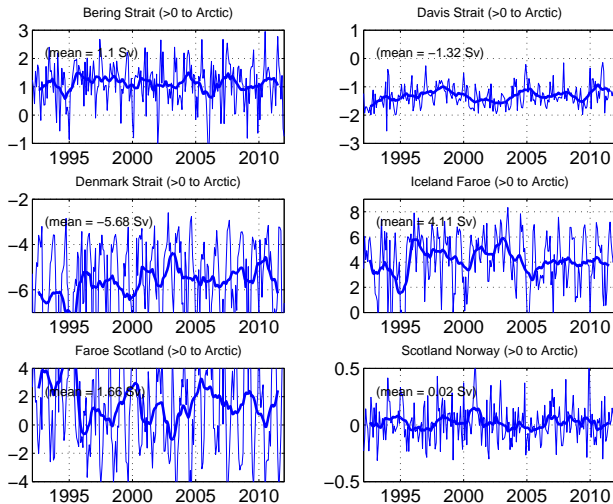 Bering Strait (>0 to Arctic)
3
2
1
0
−1
(mean = 1.1 Sv)
1995 2000 2005 2010
Davis Strait (>0 to Arctic)
1
0
−1
−2
−3
(mean = −1.32 Sv)
1995 2000 2005 2010
Denmark Strait (>0 to Arctic)
−2
−4
−6
(mean = −5.68 Sv)
1995 2000 2005 2010
Iceland Faroe (>0 to Arctic)
8
6
4
2
0
(mean = 4.11 Sv)
1995 2000 2005 2010
Faroe Scotland (>0 to Arctic)
4
2
0
−2
−4
(mean = 1.66 Sv)
1995 2000 2005 2010
Scotland Norway (>0 to Arctic)
0.5
0
−0.5
(mean = 0.02 Sv)
1995 2000 2005 2010